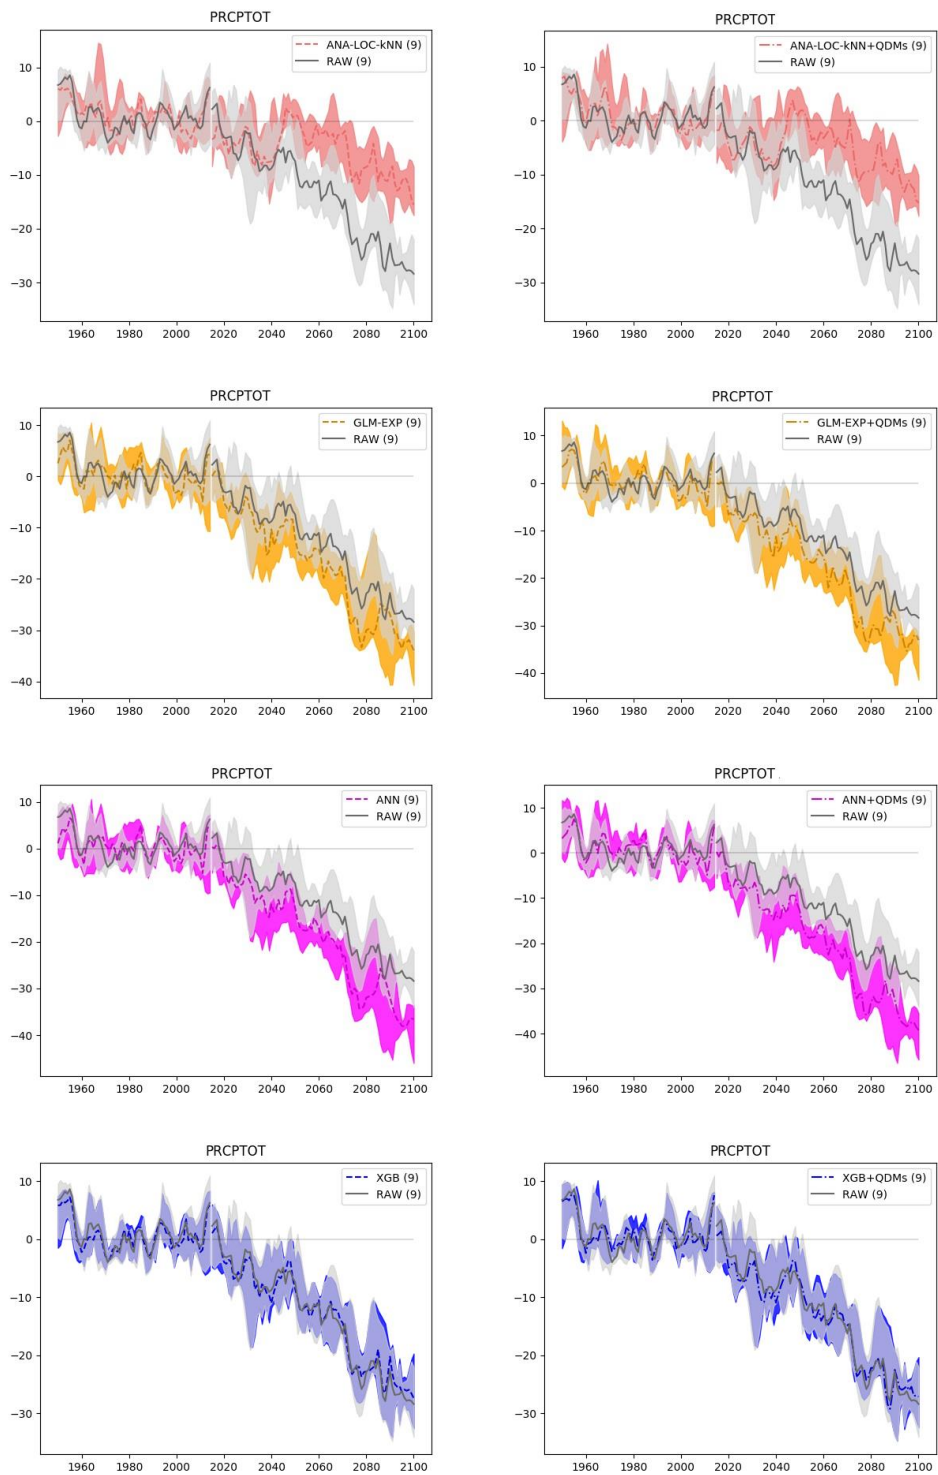 PRCPTOT
ANA-LOC-kNN (9)
RAW (9)
10
0
−10
−20
−30
1960 1980 2000 2020 2040 2060 2080 2100
PRCPTOT
ANA-LOC-kNN+QDMs (9)
RAW (9)
10
0
−10
−20
−30
1960 1980 2000 2020 2040 2060 2080 2100
PRCPTOT
GLM-EXP (9)
RAW (9)
10
0
−10
−20
−30
−40
1960 1980 2000 2020 2040 2060 2080 2100
PRCPTOT
GLM-EXP+QDMs (9)
RAW (9)
10
0
−10
−20
−30
−40
1960 1980 2000 2020 2040 2060 2080 2100
PRCPTOT
ANN (9)
RAW (9)
10
0
−10
−20
−30
−40
1960 1980 2000 2020 2040 2060 2080 2100
PRCPTOT
ANN+QDMs (9)
RAW (9)
10
0
−10
−20
−30
−40
1960 1980 2000 2020 2040 2060 2080 2100
PRCPTOT
XGB (9)
RAW (9)
10
0
−10
−20
−30
1960 1980 2000 2020 2040 2060 2080 2100
PRCPTOT
XGB+QDMs (9)
RAW (9)
10
0
−10
−20
−30
1960 1980 2000 2020 2040 2060 2080 2100